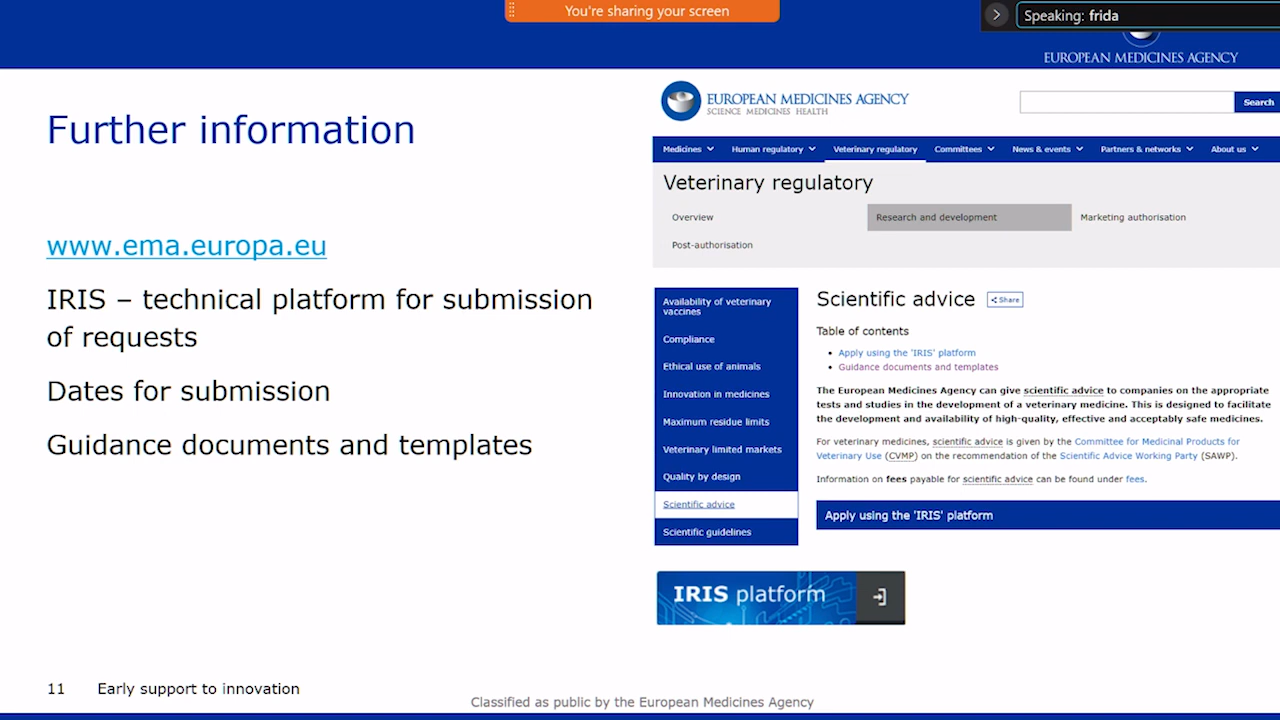 You're sharing your screen
Speaking: frida
EUROPEAN MEDICINES AGENCY
Further information
www.ema.europa.eu
IRIS – technical platform for submission
of requests
Dates for submission
Guidance documents and templates
EUROPEAN MEDICINES AGENCY
SCIENCE MEDICINES HEALTH
Search
Medicines Human regulatory Veterinary regulatory Committees News & events Partners & networks About us
Veterinary regulatory
Overview Research and development Marketing authorisation
Post-authorisation
Availability of veterinary
vaccines
Compliance
Ethical use of animals
Innovation in medicines
Maximum residue limits
Veterinary limited markets
Quality by design
Scientific advice
Scientific guidelines
Scientific advice Share
Table of contents
• Apply using the 'IRIS' platform
• Guidance documents and templates
The European Medicines Agency can give scientific advice to companies on the appropriate
tests and studies in the development of a veterinary medicine. This is designed to facilitate
the development and availability of high-quality, effective and acceptably safe medicines.
For veterinary medicines, scientific advice is given by the Committee for Medicinal Products for
Veterinary Use (CVMP) on the recommendation of the Scientific Advice Working Party (SAWP).
Information on fees payable for scientific advice can be found under fees.
Apply using the 'IRIS' platform
IRIS platform
11 Early support to innovation
Classified as public by the European Medicines Agency